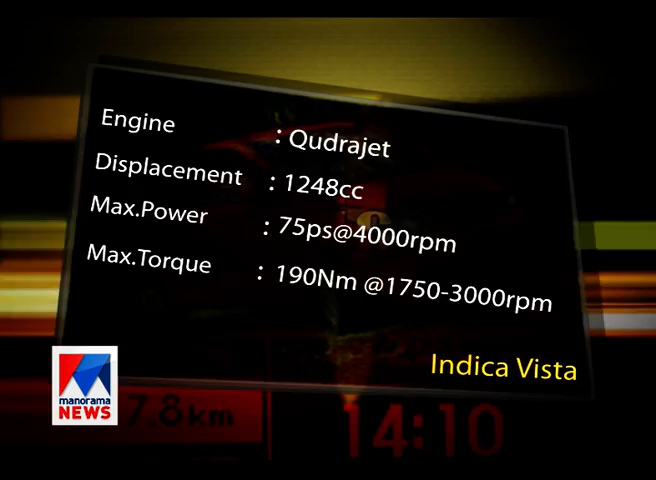 Engine : Qudrajet
Displacement : 1248cc
Max.Power : 75ps@4000rpm
Max.Torque : 190Nm @1750-3000rpm
Indica Vista
manorama
NEWS
7.8km
14:10